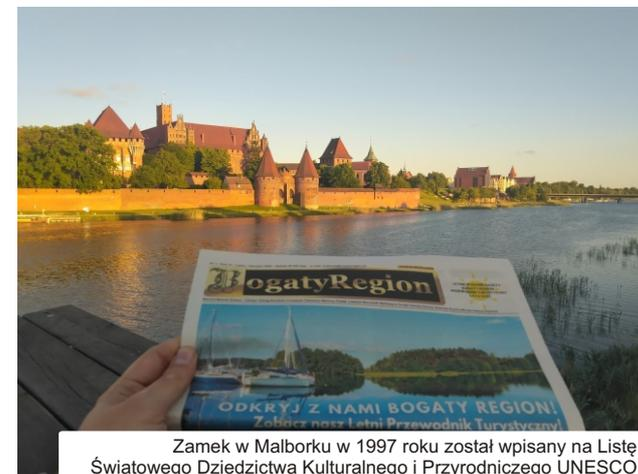 BogatyRegion
ODKRYJ Z NAMI BOGATY REGION!
Zobacz nasz Letni Przewodnik Turystyczny!
Zamek w Malborku w 1997 roku został wpisany na Liste
Światowego Dziedzictwa Kulturalnego i Przyrodniczego UNESCO